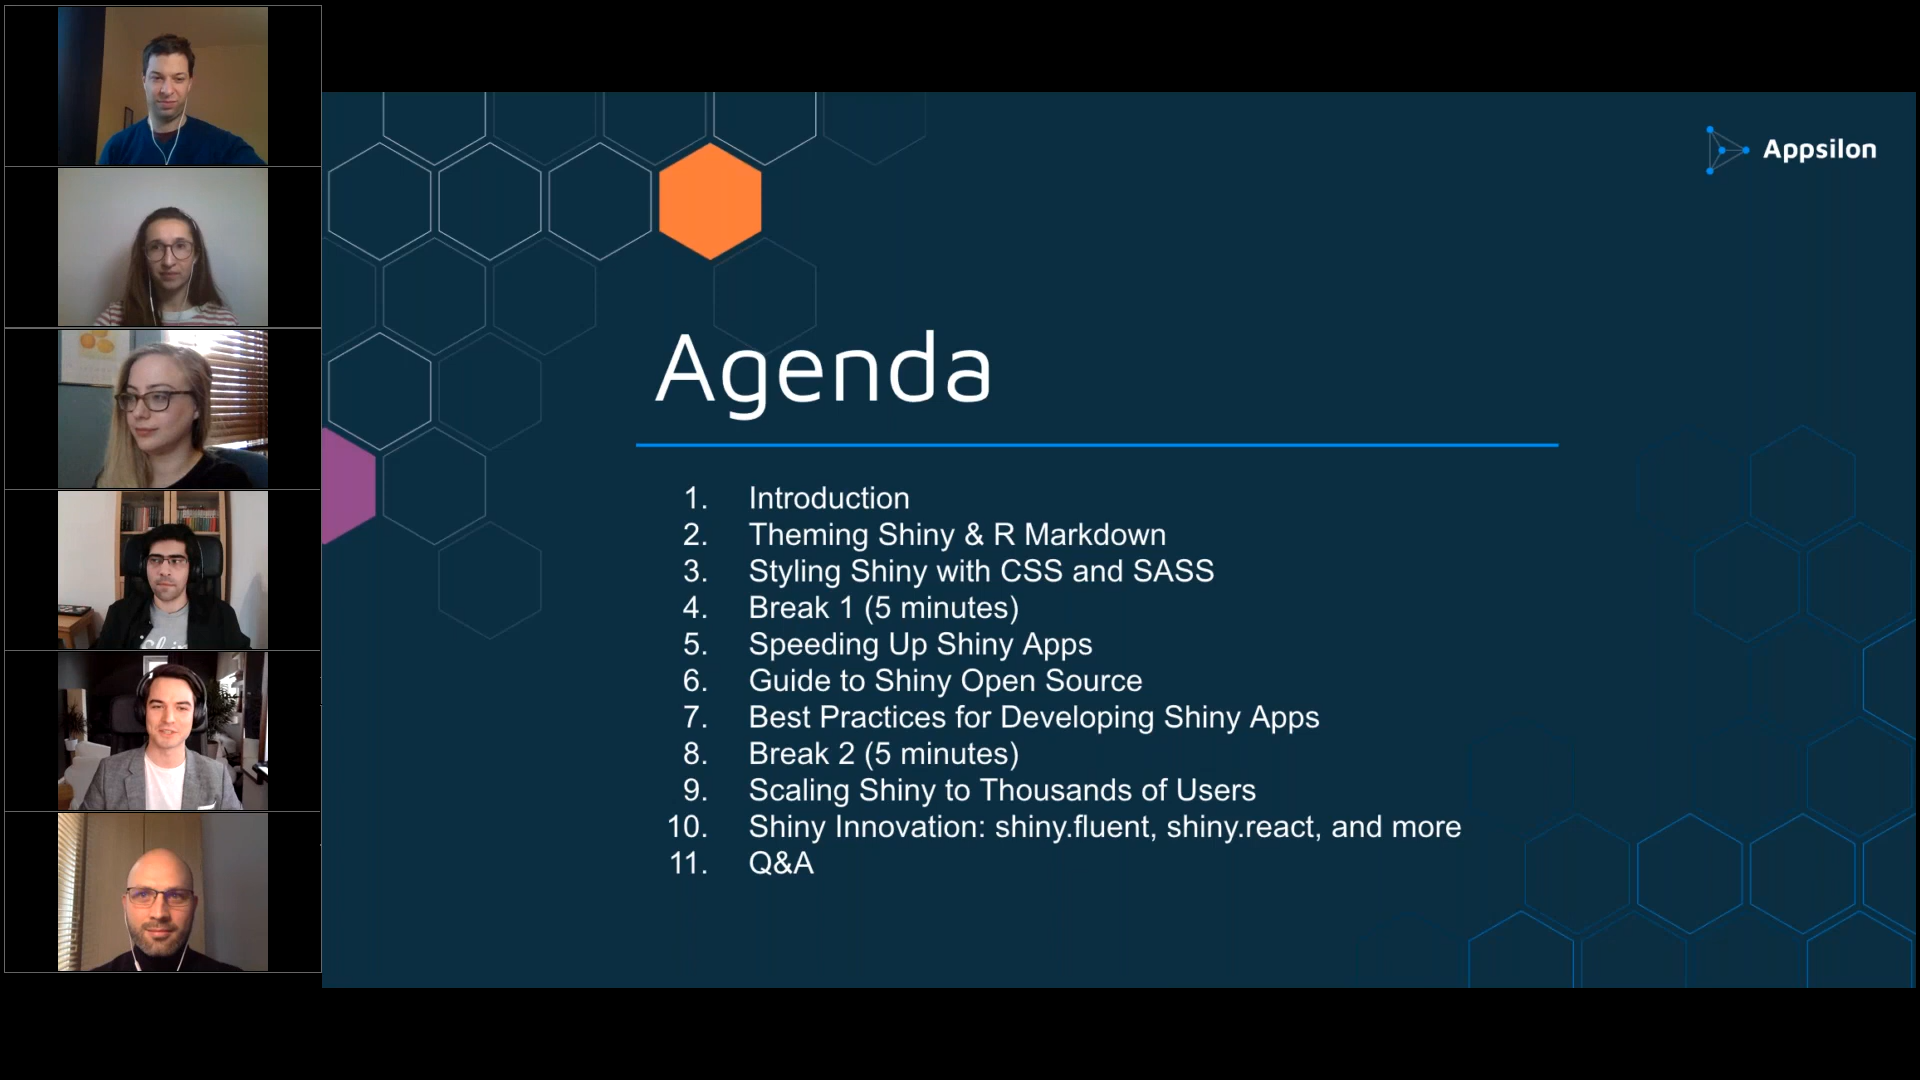 Appsilon
Agenda
1. Introduction
2. Theming Shiny & R Markdown
3. Styling Shiny with CSS and SASS
4. Break 1 (5 minutes)
5. Speeding Up Shiny Apps
6. Guide to Shiny Open Source
7. Best Practices for Developing Shiny Apps
8. Break 2 (5 minutes)
9. Scaling Shiny to Thousands of Users
10. Shiny Innovation: shiny.fluent, shiny.react, and more
11. Q&A